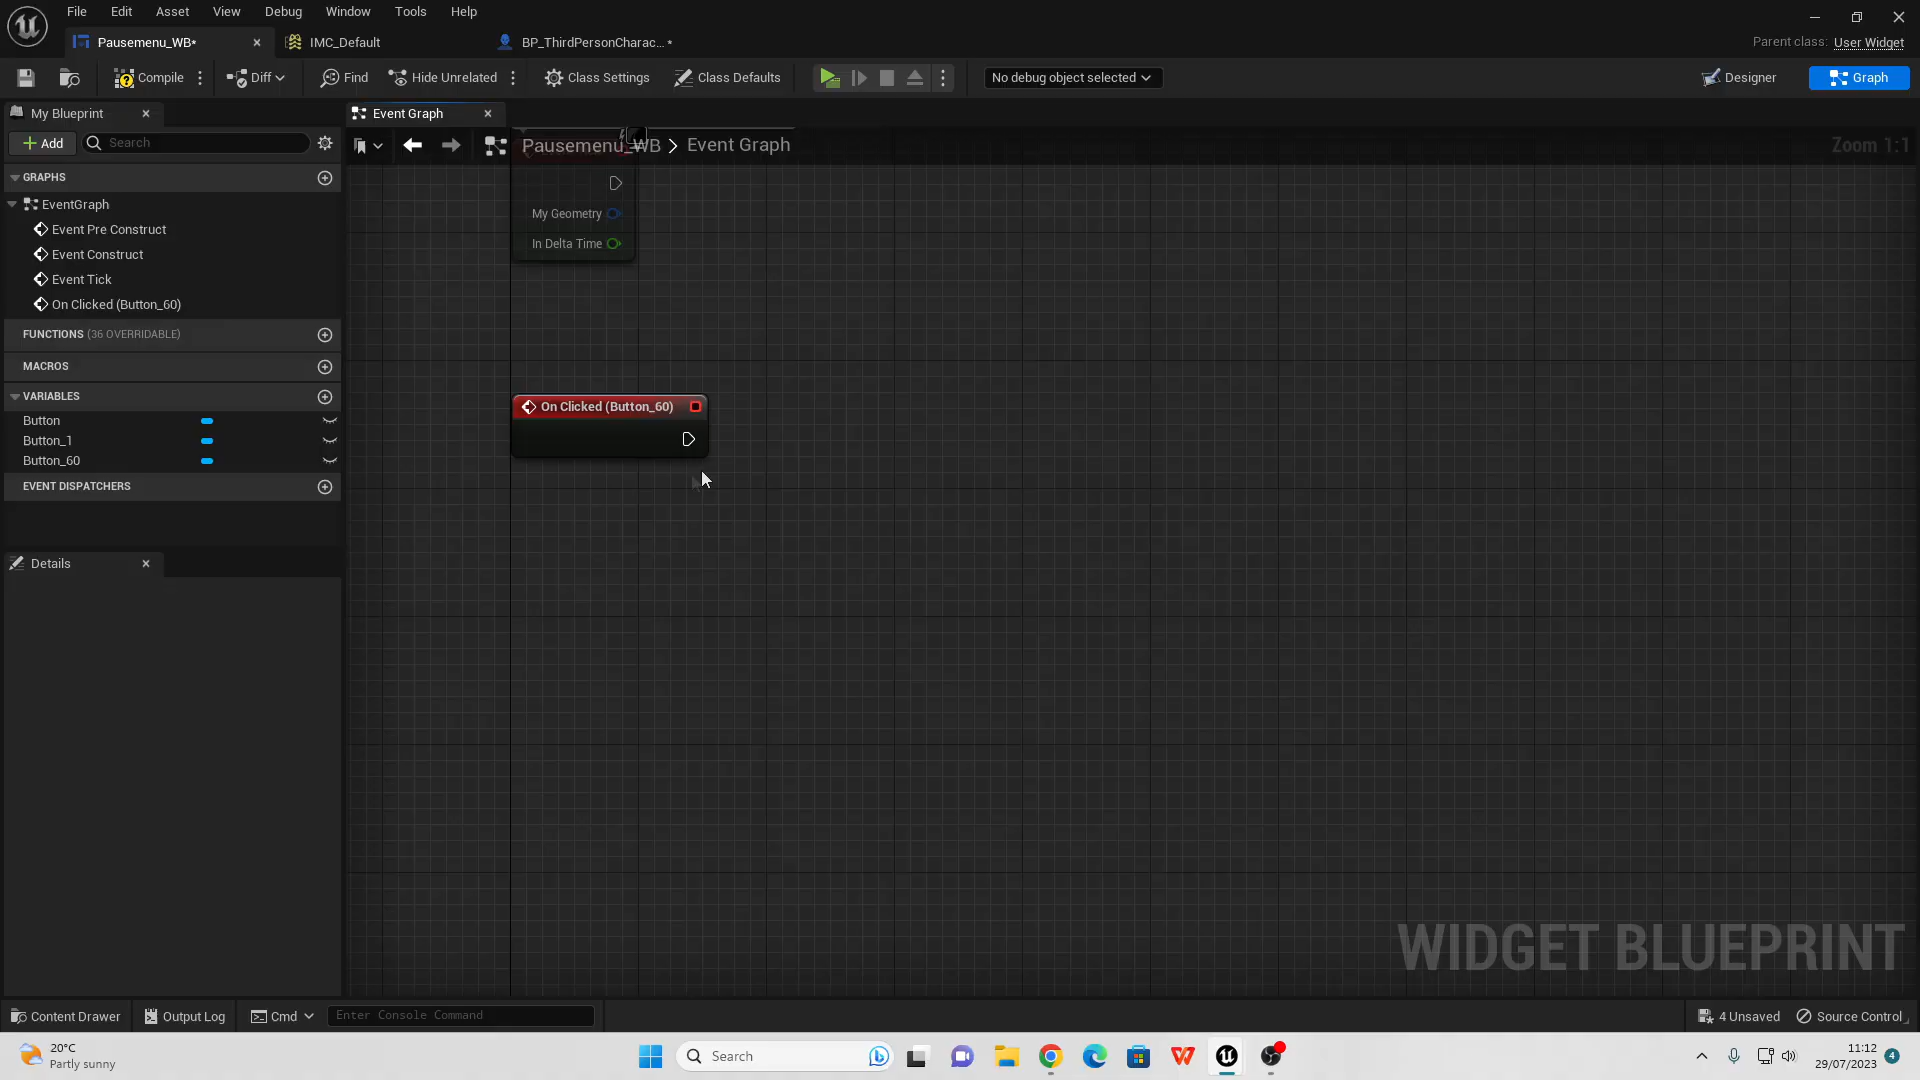 File Edit Asset View Debug Window Tools Help
Pausemenu_WB* IMC_Default BP_ThirdPersonCharac... *
Parent class: User Widget
Compile Diff Find Hide Unrelated Class Settings Class Defaults No debug object selected Designer Graph
My Blueprint Event Graph
Add Search Pausemenu_WB > Event Graph Zoom 1:1
GRAPHS
EventGraph
Event Pre Construct
Event Construct
Event Tick
On Clicked (Button_60)
FUNCTIONS (36 OVERRIDABLE)
MACROS
VARIABLES
Button
Button_1
Button_60
EVENT DISPATCHERS
Details
My Geometry
In Delta Time
On Clicked (Button_60)
WIDGET BLUEPRINT
Content Drawer Output Log Cmd Enter Console Command 4 Unsaved Source Control
20°C
Partly sunny
Search
11:12
29/07/2023
4